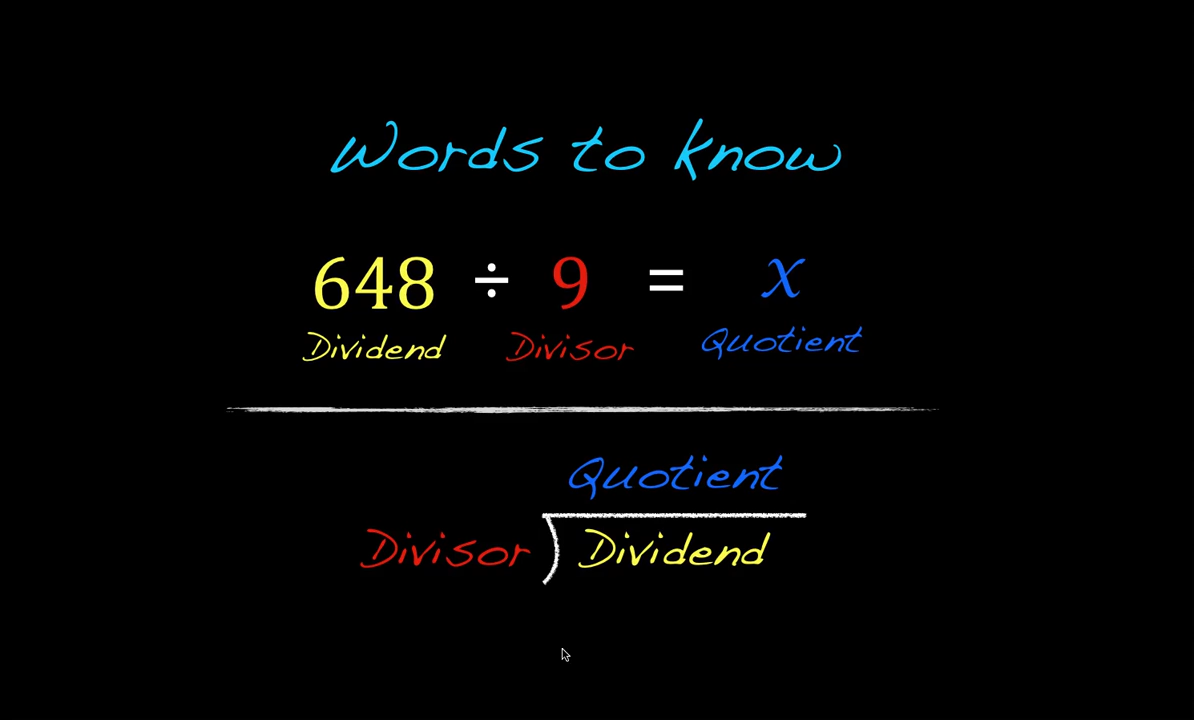 Words to know
648 ÷ 9 = x
Dividend Divisor Quotient
Quotient
Divisor Dividend